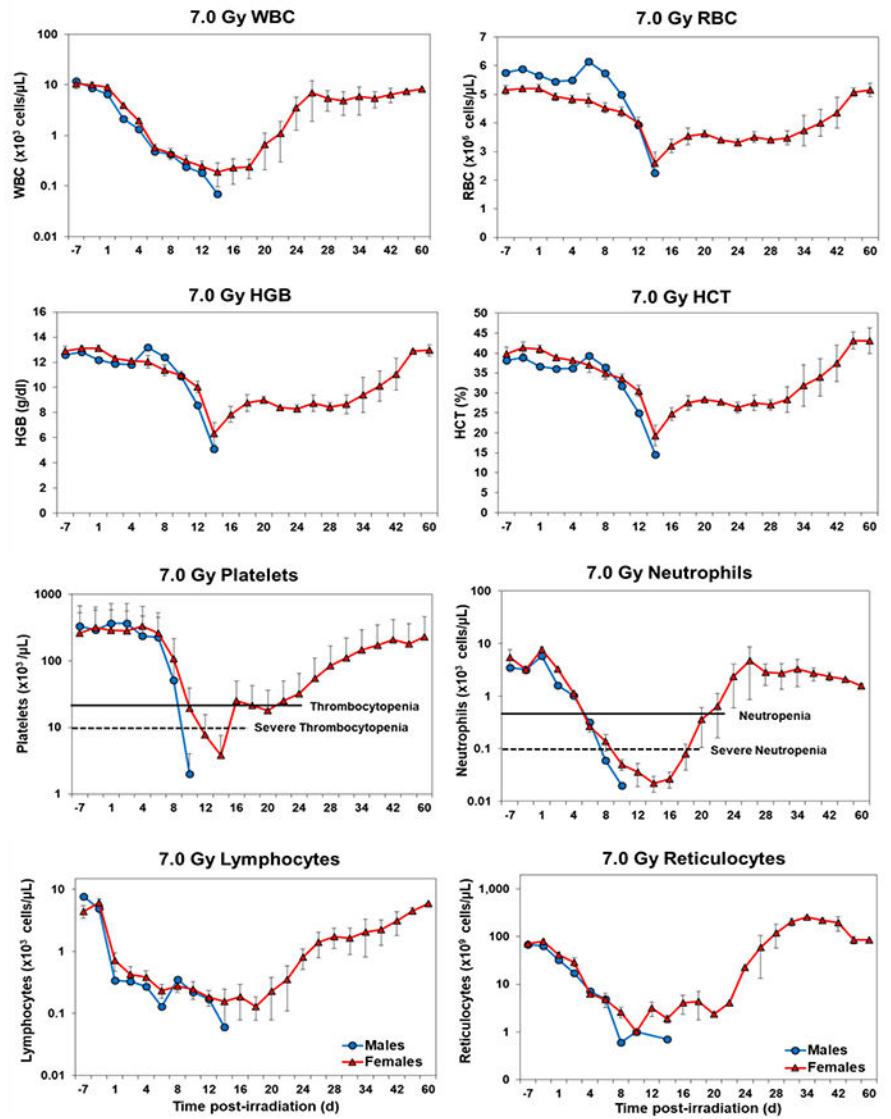 7.0 Gy WBC
WBC (x10³ cells/µL)
100
10
1
0.1
0.01
-7 1 4 8 12 16 20 24 28 34 42 60
7.0 Gy RBC
RBC (x10⁶ cells/µL)
7
6
5
4
3
2
1
0
-7 1 4 8 12 16 20 24 28 34 42 60
7.0 Gy HGB
HGB (g/dl)
16
14
12
10
8
6
4
2
0
-7 1 4 8 12 16 20 24 28 34 42 60
7.0 Gy HCT
HCT (%)
50
45
40
35
30
25
20
15
10
5
0
-7 1 4 8 12 16 20 24 28 34 42 60
7.0 Gy Platelets
Platelets (x10³/µL)
1000
100
10
1
Thrombocytopenia
Severe Thrombocytopenia
-7 1 4 8 12 16 20 24 28 34 42 60
7.0 Gy Neutrophils
Neutrophils (x10³ cells/µL)
100
10
1
0.1
0.01
Neutropenia
Severe Neutropenia
-7 1 4 8 12 16 20 24 28 34 42 60
7.0 Gy Lymphocytes
Lymphocytes (x10³ cells/µL)
10
1
0.1
0.01
Males
Females
-7 1 4 8 12 16 20 24 28 34 42 60
Time post-irradiation (d)
7.0 Gy Reticulocytes
Reticulocytes (x10⁹ cells/µL)
1,000
100
10
1
0
Males
Females
-7 1 4 8 12 16 20 24 28 34 42 60
Time post-irradiation (d)